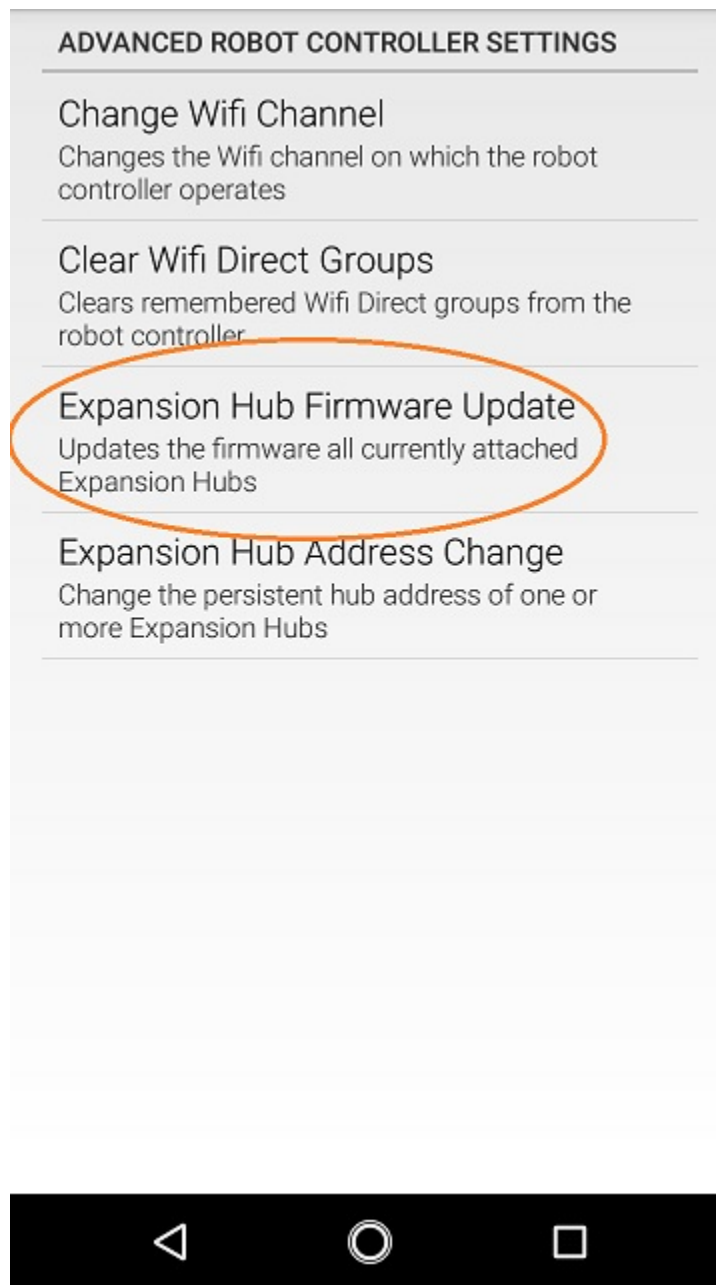 ADVANCED ROBOT CONTROLLER SETTINGS
Change Wifi Channel
Changes the Wifi channel on which the robot
controller operates
Clear Wifi Direct Groups
Clears remembered Wifi Direct groups from the
robot controller
Expansion Hub Firmware Update
Updates the firmware all currently attached
Expansion Hubs
Expansion Hub Address Change
Change the persistent hub address of one or
more Expansion Hubs